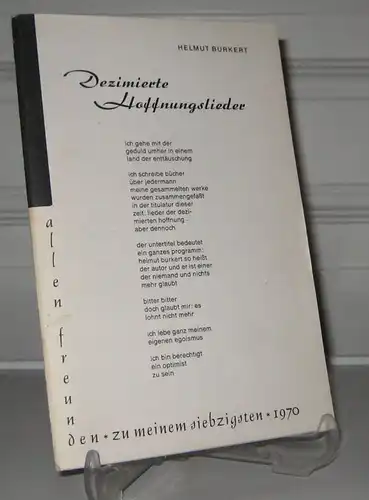 HELMUT BURKERT
Dezimierte
Hoffnungslieder
ich gehe mit der
geduld umher in einem
land der enttäuschung
ich schreibe bücher
über jedermann
meine gesammelten werke
wurden zusammengefaßt
in der titulatur dieser
zeit: lieder der dezi-
mierten hoffnung
aber dennoch
der untertitel bedeutet
ein ganzes programm:
helmut burkert so heißt
der autor und er ist einer
der niemand und nichts
mehr glaubt
bitter bitter
doch glaubt mir: es
lohnt nicht mehr
ich lebe ganz meinem
eigenen egoismus
ich bin berechtigt
ein optimist
zu sein
allen freunden • zu meinem siebzigsten • 1970